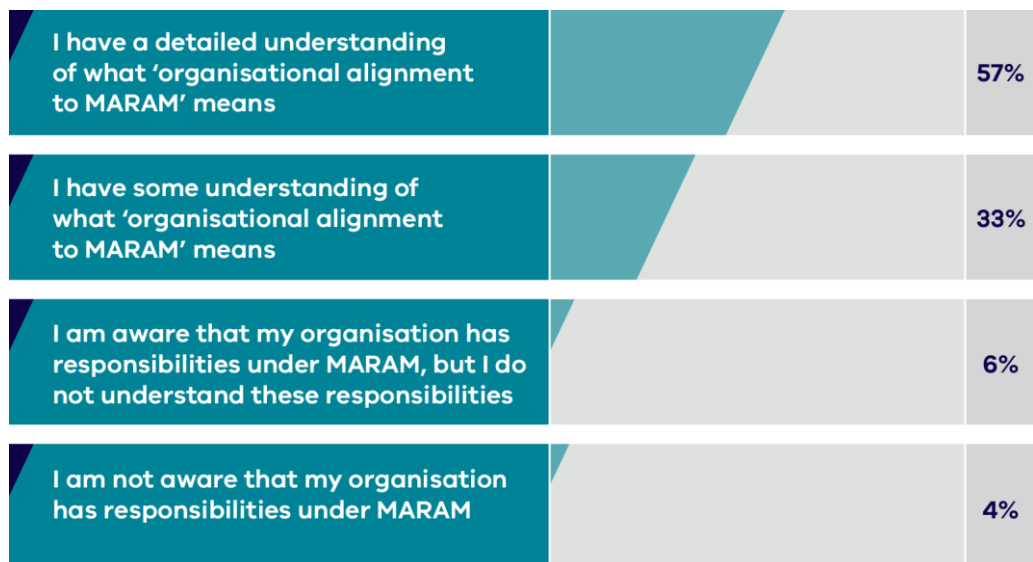 I have a detailed understanding
of what ‘organisational alignment
to MARAM’ means
57%
I have some understanding of
what ‘organisational alignment
to MARAM’ means
33%
I am aware that my organisation has
responsibilities under MARAM, but I do
not understand these responsibilities
6%
I am not aware that my organisation
has responsibilities under MARAM
4%